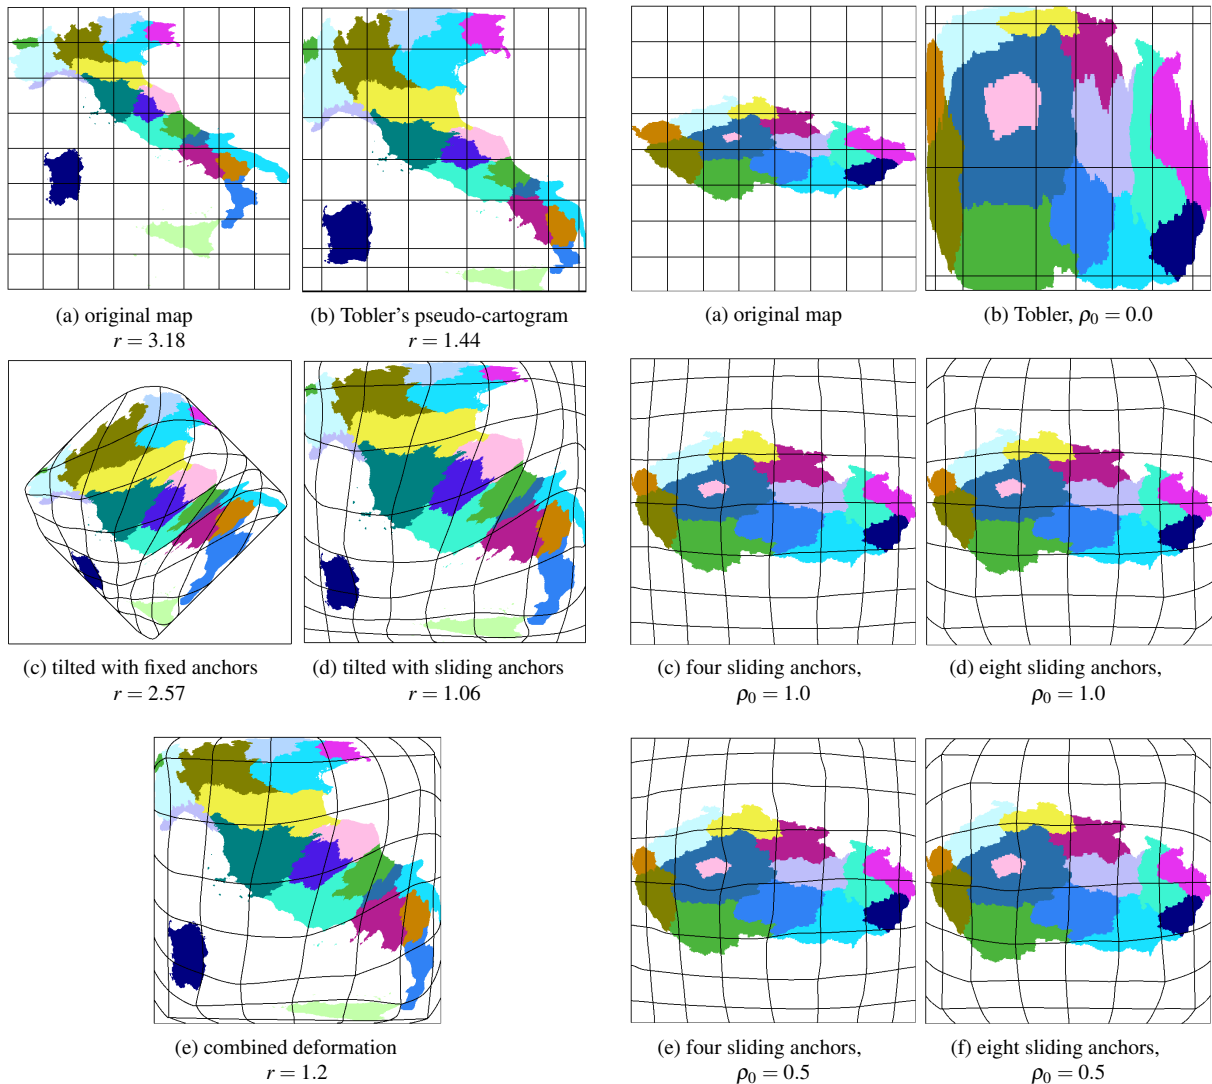 (a) original map
r = 3.18
(b) Tobler's pseudo-cartogram
r = 1.44
(c) tilted with fixed anchors
r = 2.57
(d) tilted with sliding anchors
r = 1.06
(e) combined deformation
r = 1.2
(a) original map
(b) Tobler, ρ₀ = 0.0
(c) four sliding anchors,
ρ₀ = 1.0
(d) eight sliding anchors,
ρ₀ = 1.0
(e) four sliding anchors,
ρ₀ = 0.5
(f) eight sliding anchors,
ρ₀ = 0.5